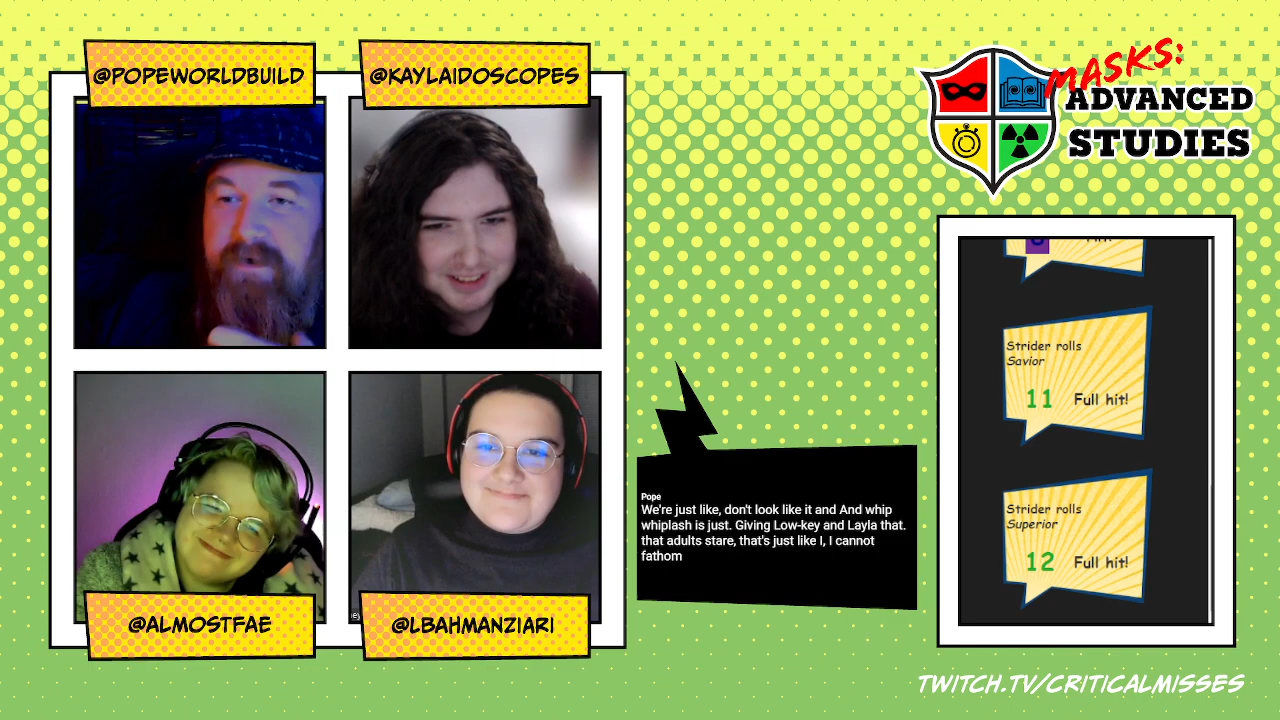 @POPEWORLDBUILD
@KAYLAIDOSCOPES
@ALMOSTFAE
@LBAHMANZIARI
Pope
We're just like, don't look like it and And whip
whiplash is just. Giving Low-key and Layla that.
that adults stare, that's just like I, I cannot
fathom
MASKS:
ADVANCED
STUDIES
Strider rolls
Savior
11 Full hit!
Strider rolls
Superior
12 Full hit!
TWITCH.TV/CRITICALMISSES